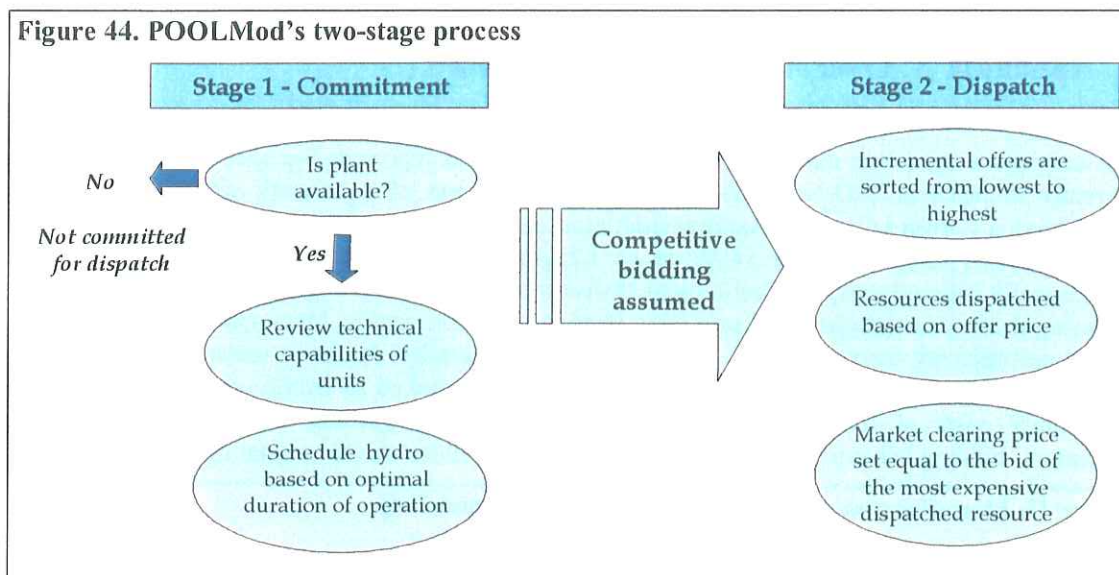 Figure 44. POOLMod's two-stage process
Stage 1 - Commitment
Is plant
available?
No
Not committed
for dispatch
Yes
Review technical
capabilities of
units
Schedule hydro
based on optimal
duration of operation
Competitive
bidding
assumed
Stage 2 - Dispatch
Incremental offers are
sorted from lowest to
highest
Resources dispatched
based on offer price
Market clearing price
set equal to the bid of
the most expensive
dispatched resource